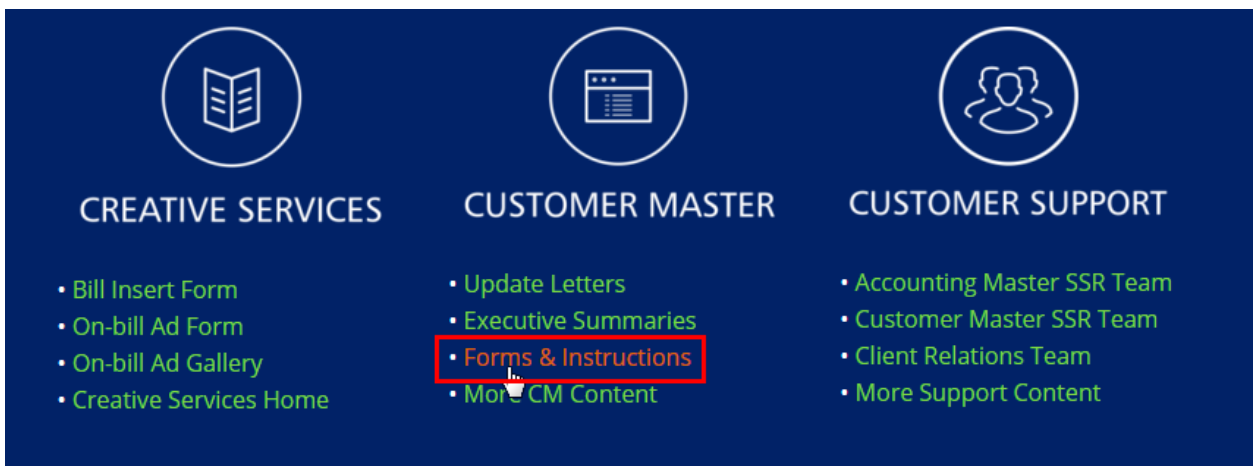 CREATIVE SERVICES
• Bill Insert Form
• On-bill Ad Form
• On-bill Ad Gallery
• Creative Services Home
CUSTOMER MASTER
• Update Letters
• Executive Summaries
• Forms & Instructions
• More CM Content
CUSTOMER SUPPORT
• Accounting Master SSR Team
• Customer Master SSR Team
• Client Relations Team
• More Support Content